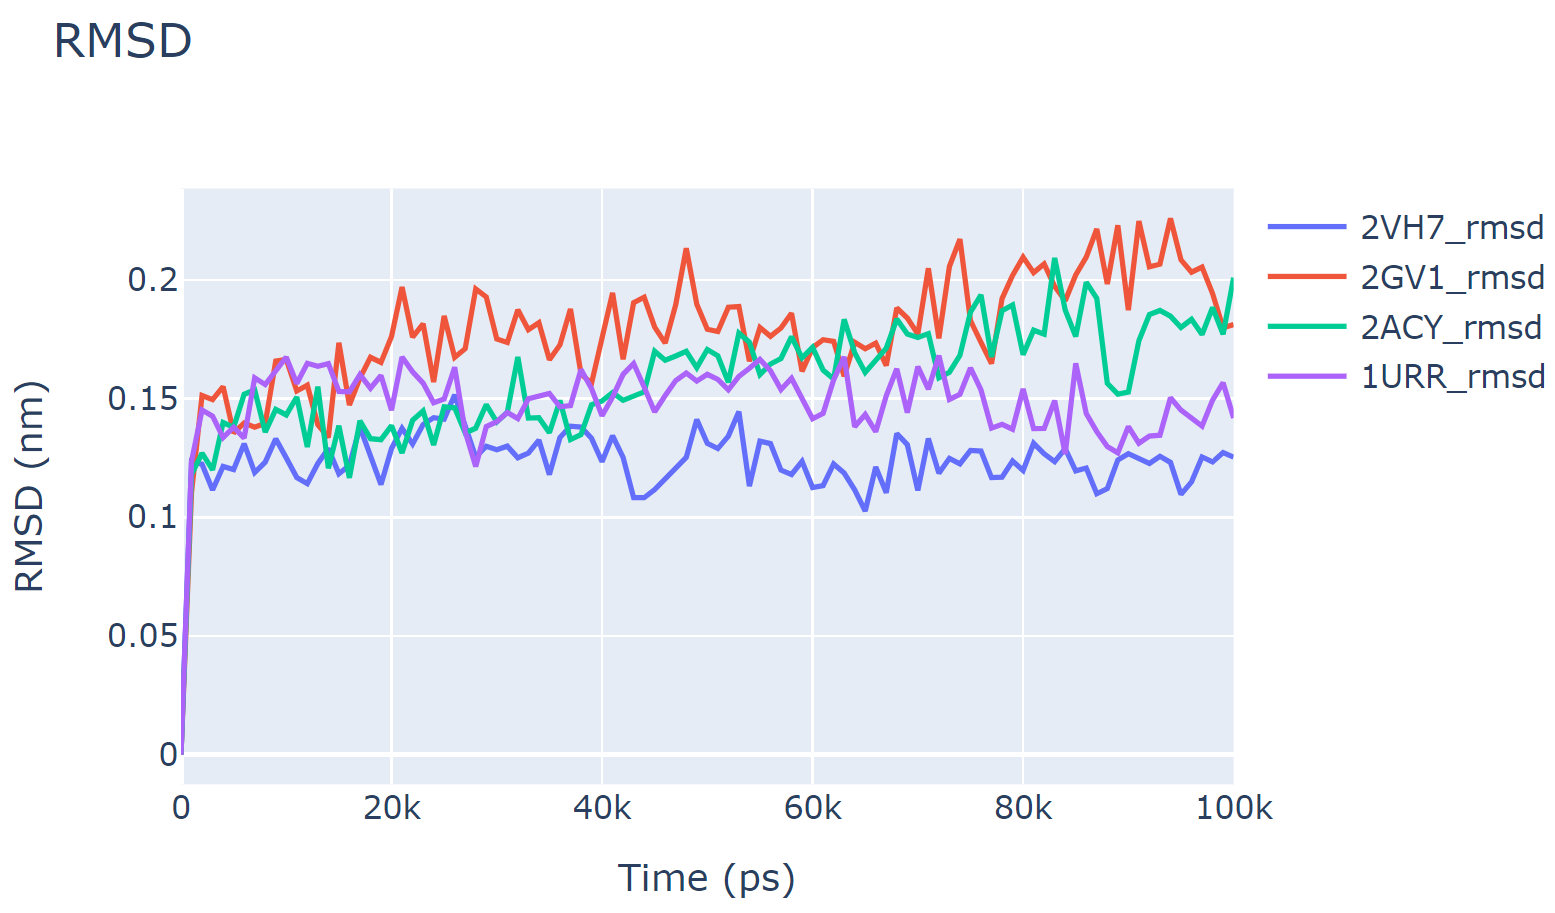 RMSD
2VH7_rmsd
2GV1_rmsd
2ACY_rmsd
1URR_rmsd
RMSD (nm)
0.2
0.15
0.1
0.05
0
0 20k 40k 60k 80k 100k
Time (ps)